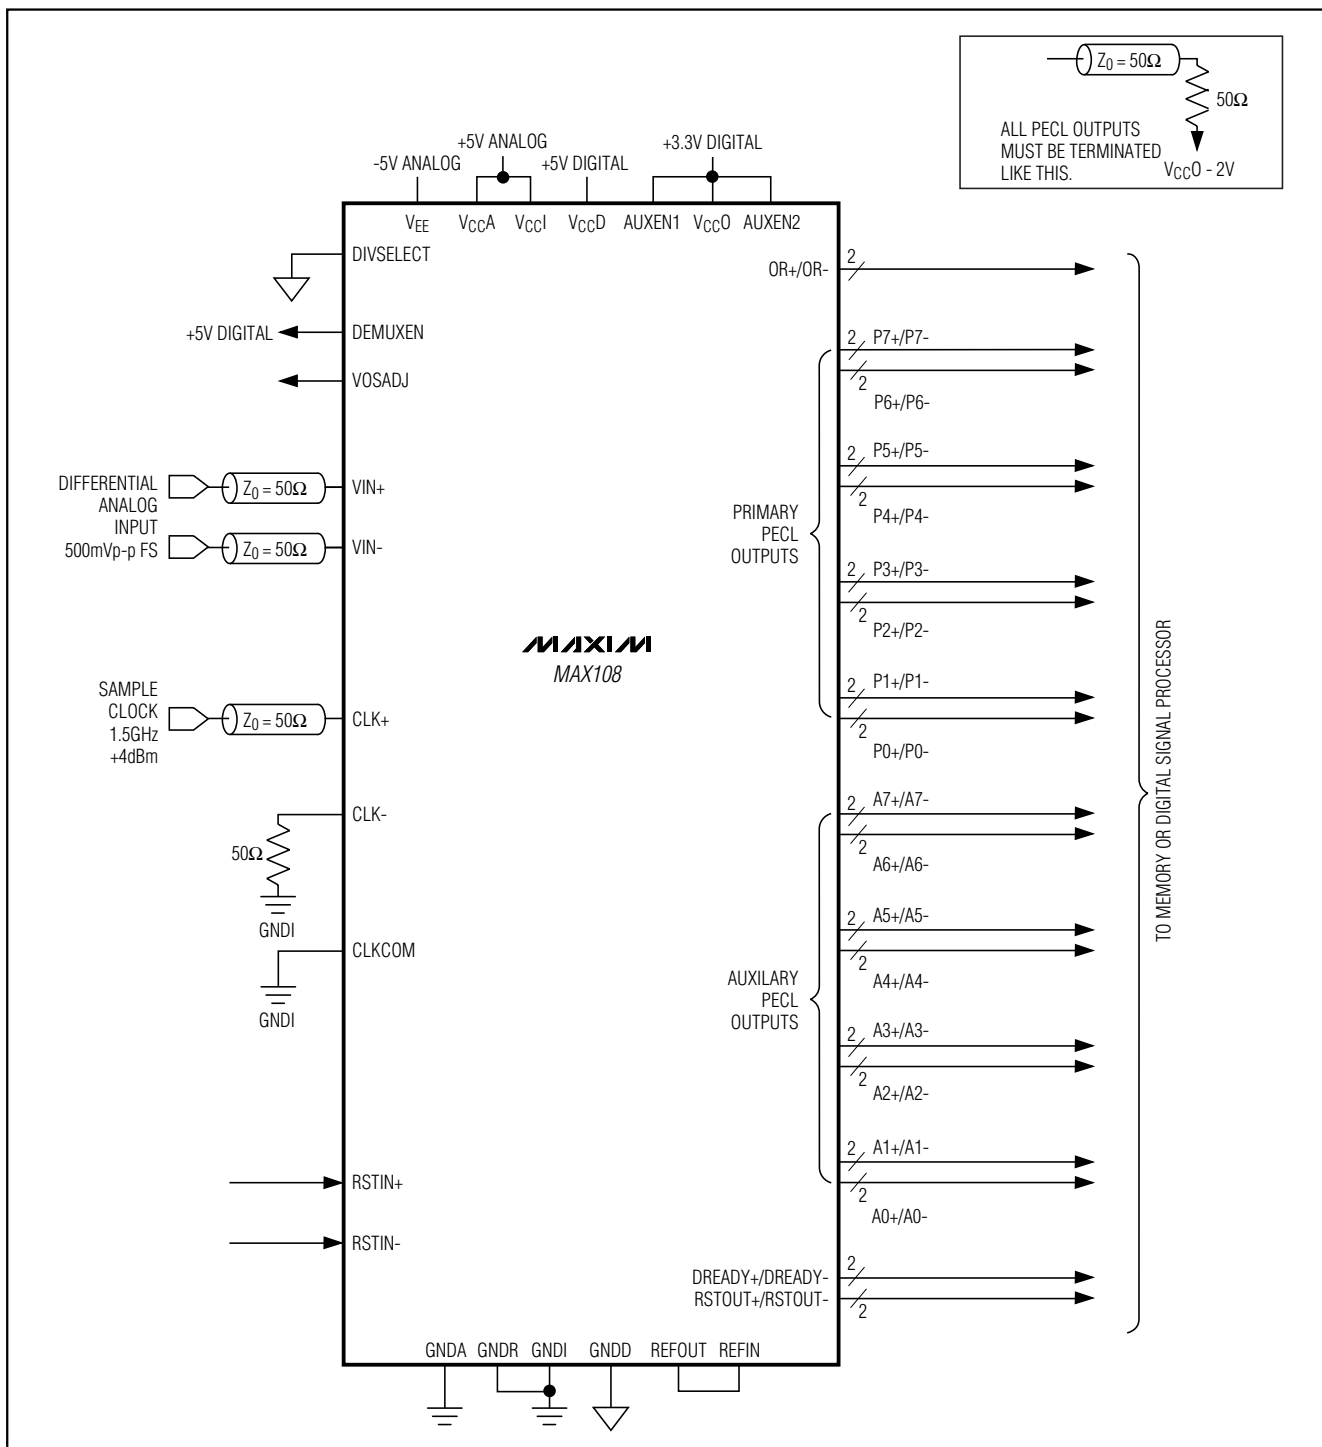 Z0 = 50Ω
50Ω
ALL PECL OUTPUTS
MUST BE TERMINATED
LIKE THIS.
VCCO - 2V
-5V ANALOG
+5V ANALOG
+5V DIGITAL
+3.3V DIGITAL
VEE
VCCA
VCCI
VCCD
AUXEN1
VCCO
AUXEN2
DIVSELECT
+5V DIGITAL
DEMUXEN
VOSADJ
DIFFERENTIAL
ANALOG
INPUT
500mVp-p FS
Z0 = 50Ω
VIN+
Z0 = 50Ω
VIN-
MAXIM
MAX108
SAMPLE
CLOCK
1.5GHz
+4dBm
Z0 = 50Ω
CLK+
CLK-
50Ω
GNDI
CLKCOM
GNDI
RSTIN+
RSTIN-
OR+/OR-
2
2
P7+/P7-
2
P6+/P6-
2
P5+/P5-
2
P4+/P4-
PRIMARY
PECL
OUTPUTS
2
P3+/P3-
2
P2+/P2-
2
P1+/P1-
2
P0+/P0-
2
A7+/A7-
2
A6+/A6-
2
A5+/A5-
2
A4+/A4-
AUXILARY
PECL
OUTPUTS
2
A3+/A3-
2
A2+/A2-
2
A1+/A1-
2
A0+/A0-
DREADY+/DREADY-
2
RSTOUT+/RSTOUT-
2
TO MEMORY OR DIGITAL SIGNAL PROCESSOR
GNDA
GNDR
GNDI
GNDD
REFOUT
REFIN